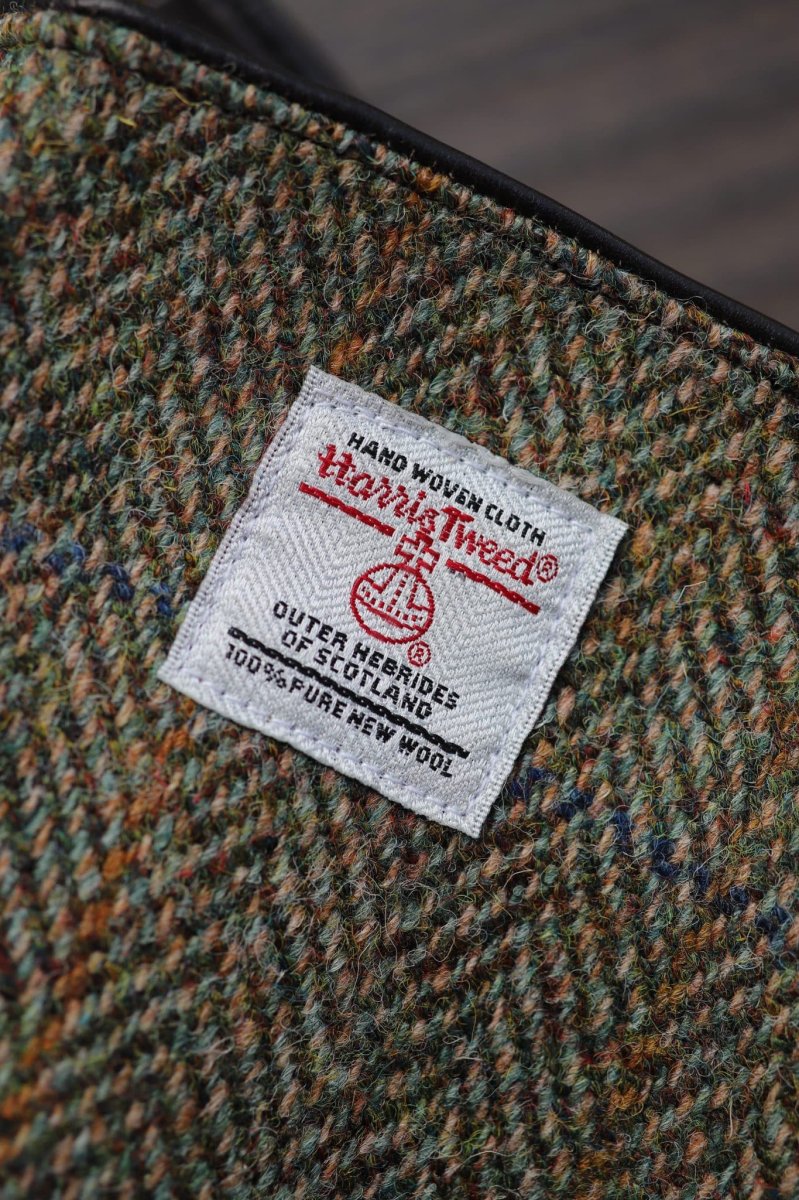 HAND WOVEN CLOTH
Harris Tweed®
®
OUTER HEBRIDES
OF SCOTLAND
100% PURE NEW WOOL